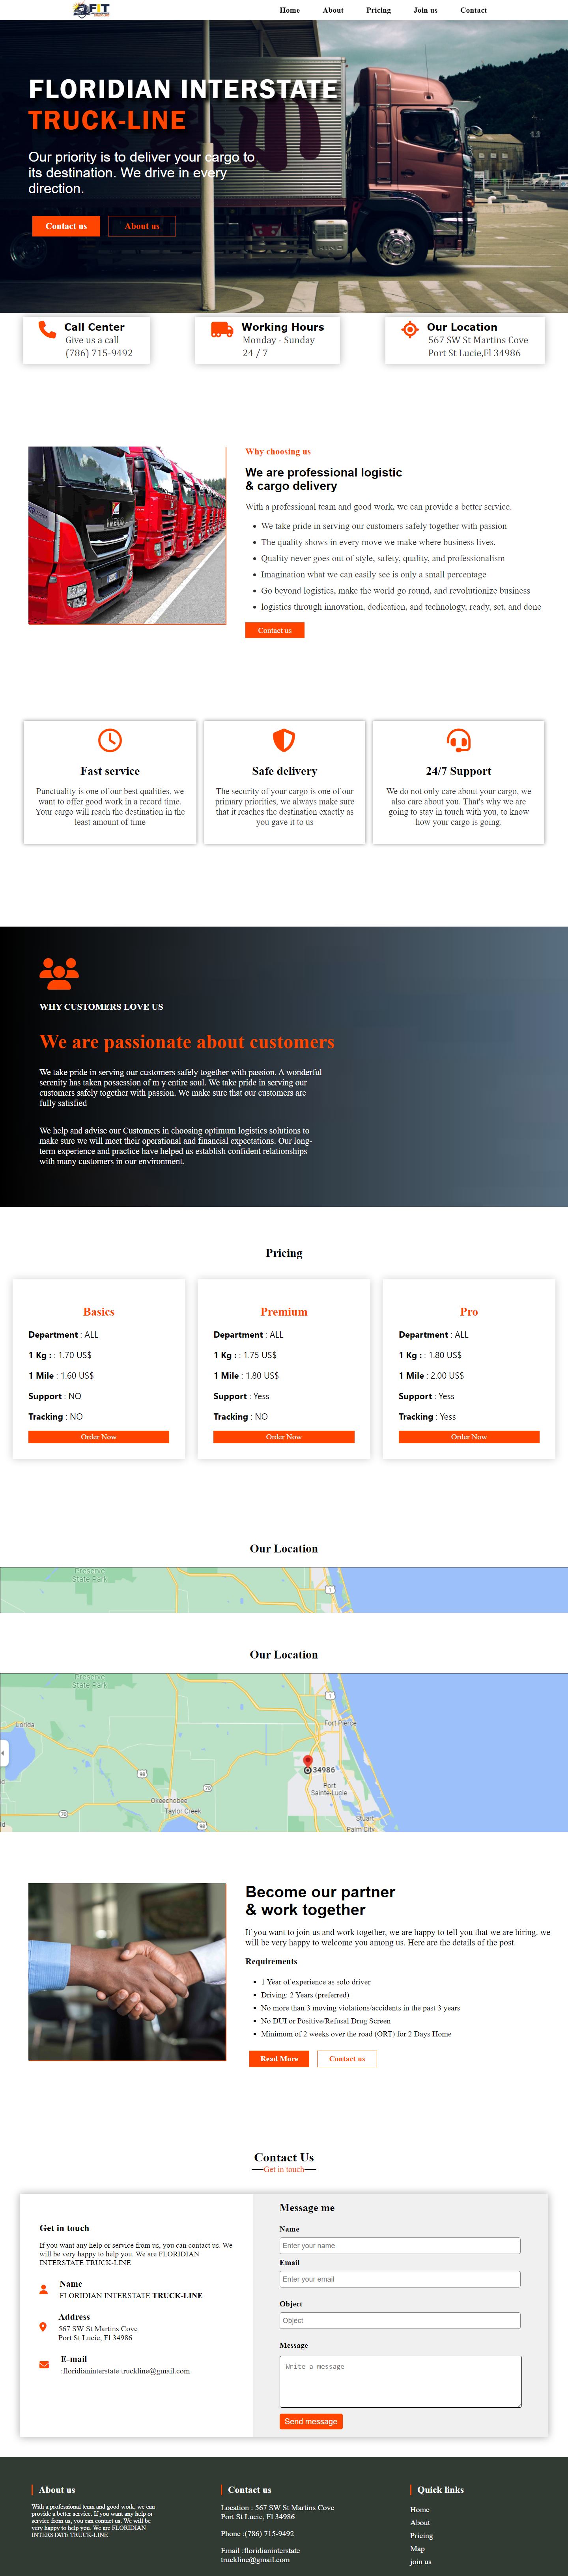 FIT
Home
About
Pricing
Join us
Contact
FLORIDIAN INTERSTATE
TRUCK-LINE
Our priority is to deliver your cargo to
its destination. We drive in every
direction.
Contact us
About us
Call Center
Give us a call
(786) 715-9492
Working Hours
Monday - Sunday
24 / 7
Our Location
567 SW St Martins Cove
Port St Lucie,Fl 34986
IVECO
Why choosing us
We are professional logistic
& cargo delivery
With a professional team and good work, we can provide a better service.
We take pride in serving our customers safely together with passion
The quality shows in every move we make where business lives.
Quality never goes out of style, safety, quality, and professionalism
Imagination what we can easily see is only a small percentage
Go beyond logistics, make the world go round, and revolutionize business
logistics through innovation, dedication, and technology, ready, set, and done
Contact us
Fast service
Punctuality is one of our best qualities, we
want to offer good work in a record time.
Your cargo will reach the destination in the
least amount of time
Safe delivery
The security of your cargo is one of our
primary priorities, we always make sure
that it reaches the destination exactly as
you gave it to us
24/7 Support
We do not only care about your cargo, we
also care about you. That's why we are
going to stay in touch with you, to know
how your cargo is going.
WHY CUSTOMERS LOVE US
We are passionate about customers
We take pride in serving our customers safely together with passion. A wonderful
serenity has taken possession of m y entire soul. We take pride in serving our
customers safely together with passion. We make sure that our customers are
fully satisfied
We help and advise our Customers in choosing optimum logistics solutions to
make sure we will meet their operational and financial expectations. Our long-
term experience and practice have helped us establish confident relationships
with many customers in our environment.
Pricing
Basics
Department : ALL
1 Kg : : 1.70 US$
1 Mile : 1.60 US$
Support : NO
Tracking : NO
Order Now
Premium
Department : ALL
1 Kg : : 1.75 US$
1 Mile : 1.80 US$
Support : Yess
Tracking : NO
Order Now
Pro
Department : ALL
1 Kg : : 1.80 US$
1 Mile : 2.00 US$
Support : Yess
Tracking : Yess
Order Now
Our Location
Preserve
State Park
1
Our Location
Preserve
State Park
1
Lorida
Fort Pierce
34986
98
70
Port
Sainte-Lucie
Okeechobee
Taylor Creek
70
98
Stuart
Palm City
Become our partner
& work together
If you want to join us and work together, we are happy to tell you that we are hiring. we
will be very happy to welcome you among us. Here are the details of the post.
Requirements
1 Year of experience as solo driver
Driving: 2 Years (preferred)
No more than 3 moving violations/accidents in the past 3 years
No DUI or Positive/Refusal Drug Screen
Minimum of 2 weeks over the road (ORT) for 2 Days Home
Read More
Contact us
Contact Us
Get in touch
Get in touch
If you want any help or service from us, you can contact us. We
will be very happy to help you. We are FLORIDIAN
INTERSTATE TRUCK-LINE
Name
FLORIDIAN INTERSTATE TRUCK-LINE
Address
567 SW St Martins Cove
Port St Lucie, Fl 34986
E-mail
:floridianinterstate truckline@gmail.com
Message me
Name
Enter your name
Email
Enter your email
Object
Object
Message
Write a message
Send message
About us
With a professional team and good work, we can
provide a better service. If you want any help or
service from us, you can contact us. We will be
very happy to help you. We are FLORIDIAN
INTERSTATE TRUCK-LINE
Contact us
Location : 567 SW St Martins Cove
Port St Lucie, Fl 34986
Phone :(786) 715-9492
Email :floridianinterstate
truckline@gmail.com
Quick links
Home
About
Pricing
Map
join us